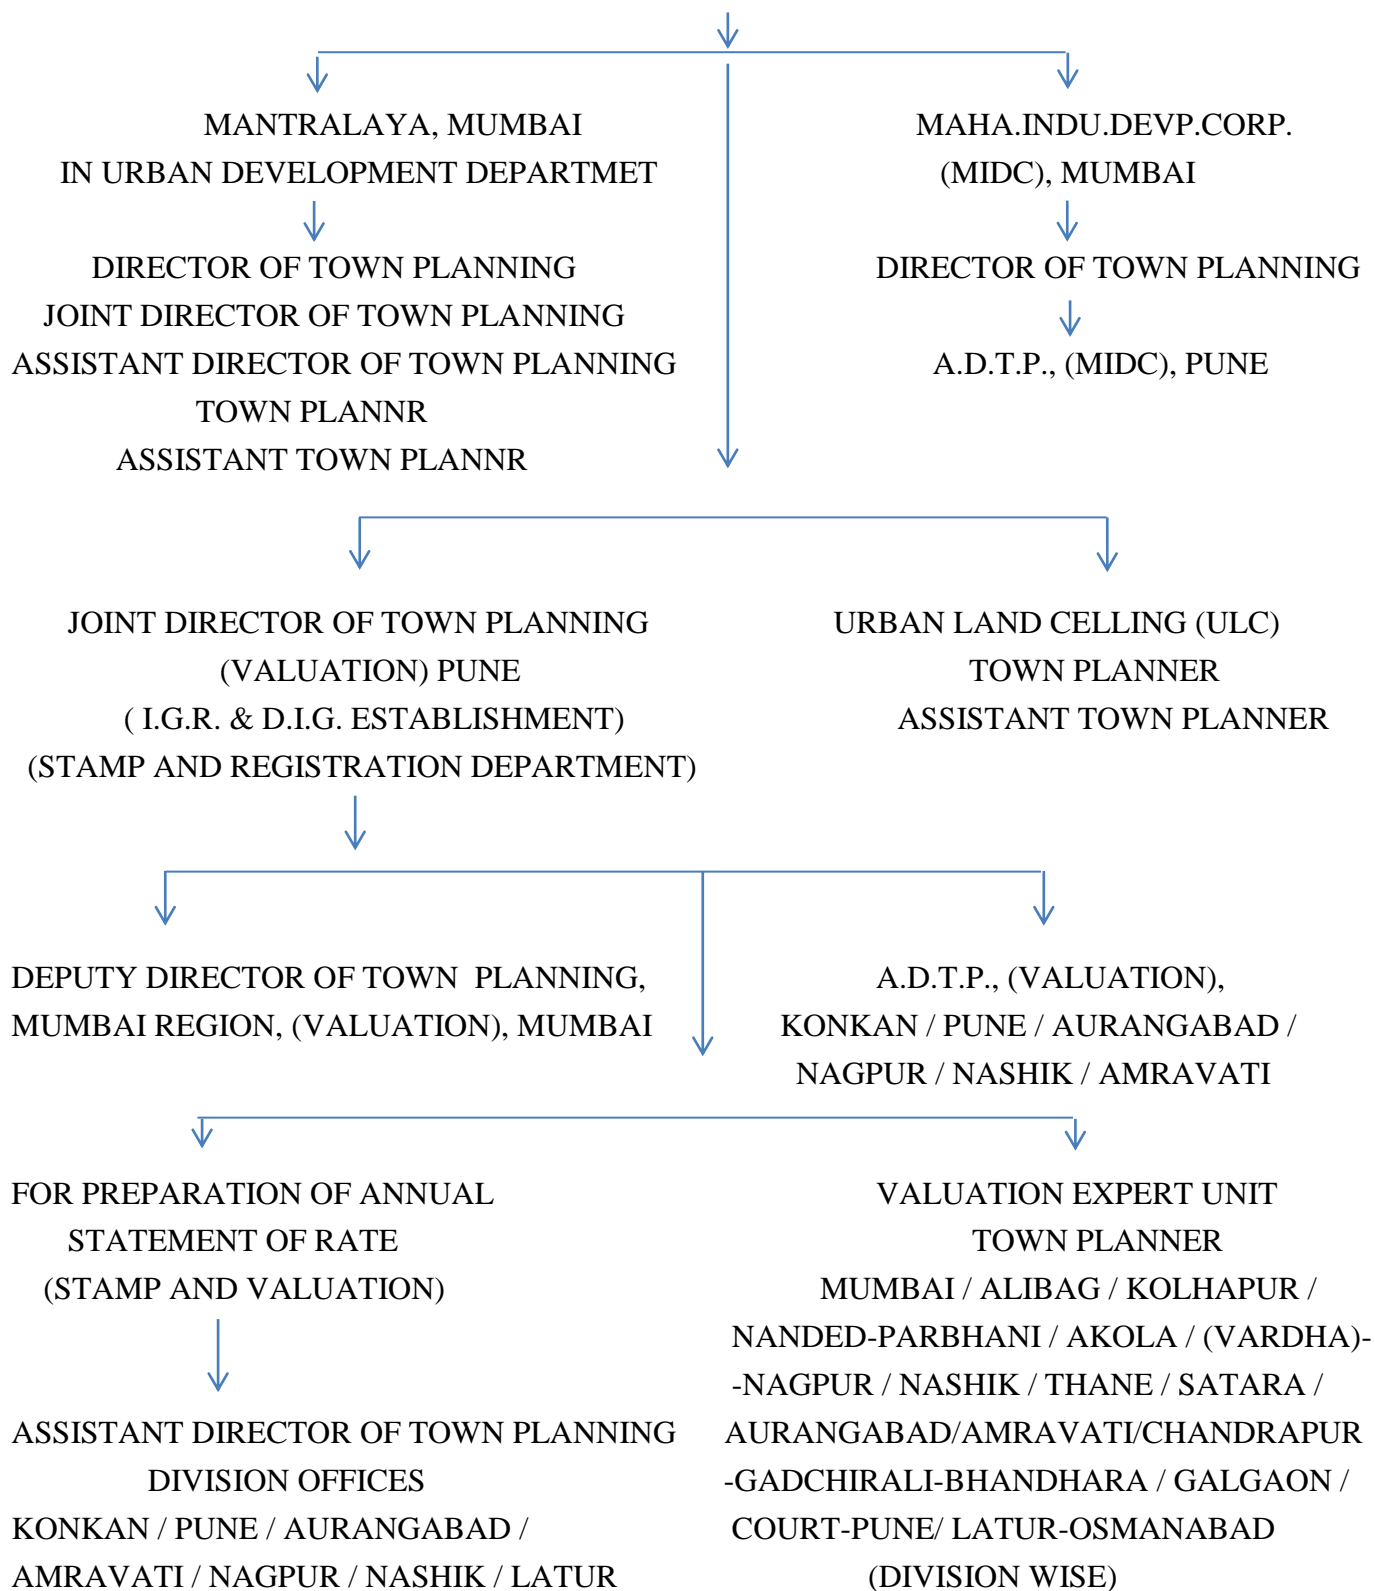 MANTRALAYA, MUMBAI
IN URBAN DEVELOPMENT DEPARTMET
MAHA.INDU.DEVP.CORP.
(MIDC), MUMBAI
DIRECTOR OF TOWN PLANNING
JOINT DIRECTOR OF TOWN PLANNING
ASSISTANT DIRECTOR OF TOWN PLANNING
TOWN PLANNR
ASSISTANT TOWN PLANNR
DIRECTOR OF TOWN PLANNING
A.D.T.P., (MIDC), PUNE
JOINT DIRECTOR OF TOWN PLANNING
(VALUATION) PUNE
( I.G.R. & D.I.G. ESTABLISHMENT)
(STAMP AND REGISTRATION DEPARTMENT)
URBAN LAND CELLING (ULC)
TOWN PLANNER
ASSISTANT TOWN PLANNER
DEPUTY DIRECTOR OF TOWN  PLANNING,
MUMBAI REGION, (VALUATION), MUMBAI
A.D.T.P., (VALUATION),
KONKAN / PUNE / AURANGABAD /
NAGPUR / NASHIK / AMRAVATI
FOR PREPARATION OF ANNUAL
STATEMENT OF RATE
(STAMP AND VALUATION)
ASSISTANT DIRECTOR OF TOWN PLANNING
DIVISION OFFICES
KONKAN / PUNE / AURANGABAD /
AMRAVATI / NAGPUR / NASHIK / LATUR
VALUATION EXPERT UNIT
TOWN PLANNER
MUMBAI / ALIBAG / KOLHAPUR /
NANDED-PARBHANI / AKOLA / (VARDHA)-
-NAGPUR / NASHIK / THANE / SATARA /
AURANGABAD/AMRAVATI/CHANDRAPUR
-GADCHIRALI-BHANDHARA / GALGAON /
COURT-PUNE/ LATUR-OSMANABAD
(DIVISION WISE)